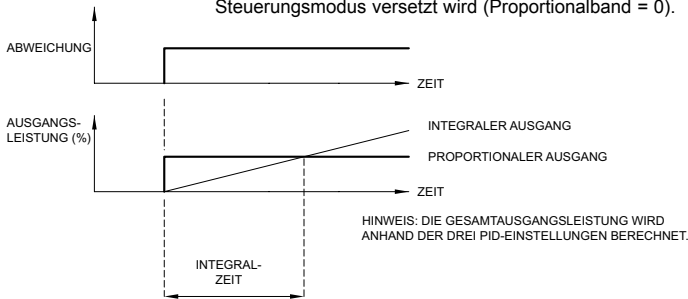 Steuerungsmodus versetzt wird (Proportionalband = 0).
ABWEICHUNG
ZEIT
AUSGANGS-
LEISTUNG (%)
INTEGRALER AUSGANG
PROPORTIONALER AUSGANG
ZEIT
HINWEIS: DIE GESAMTAUSGANGSLEISTUNG WIRD
ANHAND DER DREI PID-EINSTELLUNGEN BERECHNET.
INTEGRAL-
ZEIT